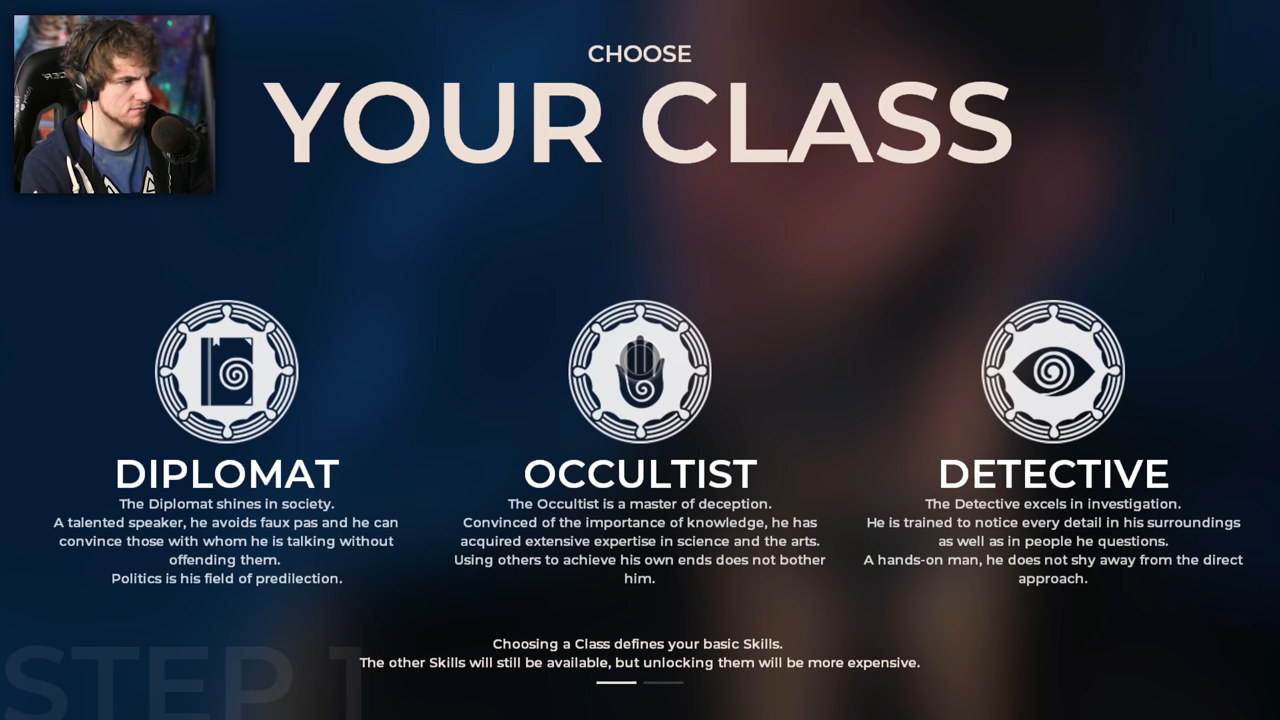 CHOOSE
YOUR CLASS
DIPLOMAT
The Diplomat shines in society.
A talented speaker, he avoids faux pas and he can
convince those with whom he is talking without
offending them.
Politics is his field of predilection.
OCCULTIST
The Occultist is a master of deception.
Convinced of the importance of knowledge, he has
acquired extensive expertise in science and the arts.
Using others to achieve his own ends does not bother
him.
DETECTIVE
The Detective excels in investigation.
He is trained to notice every detail in his surroundings
as well as in people he questions.
A hands-on man, he does not shy away from the direct
approach.
Choosing a Class defines your basic Skills.
The other Skills will still be available, but unlocking them will be more expensive.
STEP 1